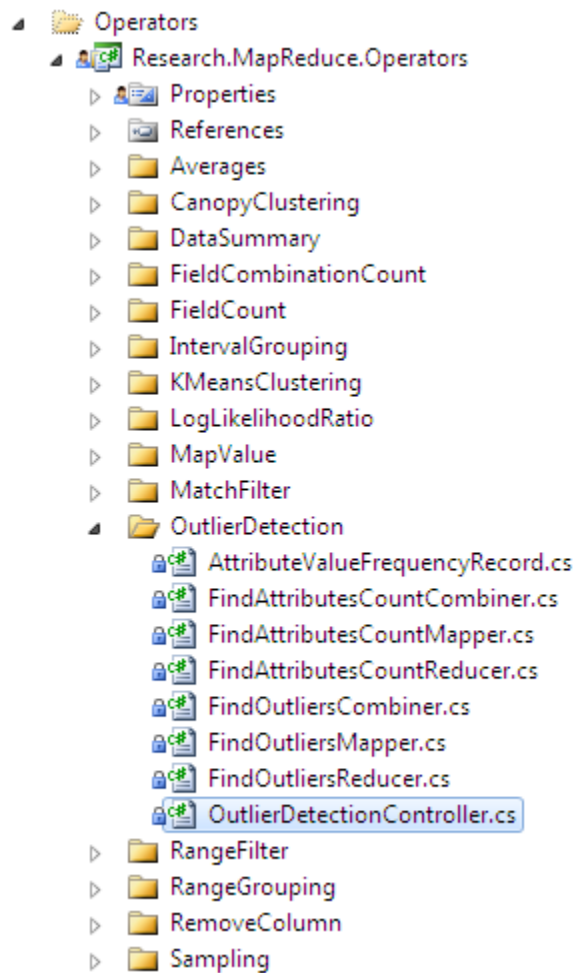 Operators
Research.MapReduce.Operators
Properties
References
Averages
CanopyClustering
DataSummary
FieldCombinationCount
FieldCount
IntervalGrouping
KMeansClustering
LogLikelihoodRatio
MapValue
MatchFilter
OutlierDetection
AttributeValueFrequencyRecord.cs
FindAttributesCountCombiner.cs
FindAttributesCountMapper.cs
FindAttributesCountReducer.cs
FindOutliersCombiner.cs
FindOutliersMapper.cs
FindOutliersReducer.cs
OutlierDetectionController.cs
RangeFilter
RangeGrouping
RemoveColumn
Sampling